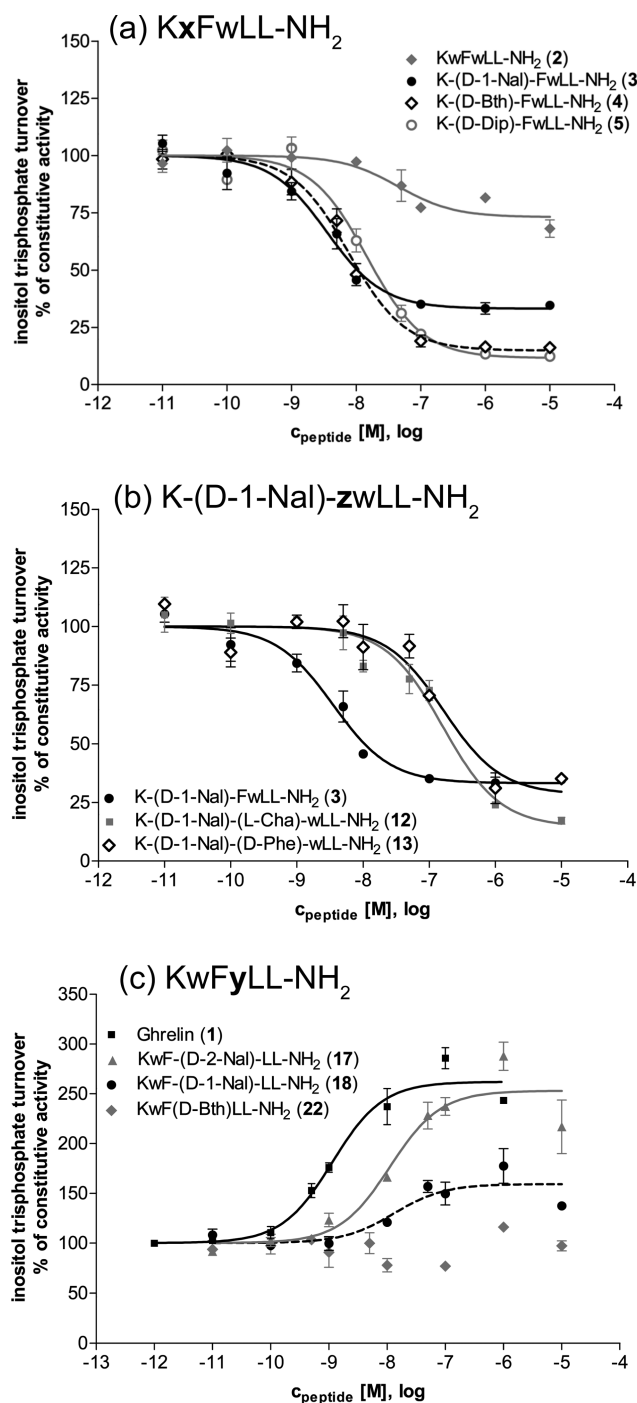 (a) KxFwLL-NH2
150
125
100
75
50
25
0
inositol trisphosphate turnover
% of constitutive activity
KwFwLL-NH2 (2)
K-(D-1-Nal)-FwLL-NH2 (3
K-(D-Bth)-FwLL-NH2 (4)
K-(D-Dip)-FwLL-NH2 (5)
-12 -11 -10 -9 -8 -7 -6 -5 -4
cpeptide [M], log
(b) K-(D-1-Nal)-zwLL-NH2
150
125
100
75
50
25
0
inositol trisphosphate turnover
% of constitutive activity
K-(D-1-Nal)-FwLL-NH2 (3)
K-(D-1-Nal)-(L-Cha)-wLL-NH2 (12)
K-(D-1-Nal)-(D-Phe)-wLL-NH2 (13)
-12 -11 -10 -9 -8 -7 -6 -5 -4
cpeptide [M], log
(c) KwFyLL-NH2
350
300
250
200
150
100
50
0
inositol trisphosphate turnover
% of constitutive activity
Ghrelin (1)
KwF-(D-2-Nal)-LL-NH2 (17)
KwF-(D-1-Nal)-LL-NH2 (18)
KwF(D-Bth)LL-NH2 (22)
-13 -12 -11 -10 -9 -8 -7 -6 -5 -4
cpeptide [M], log